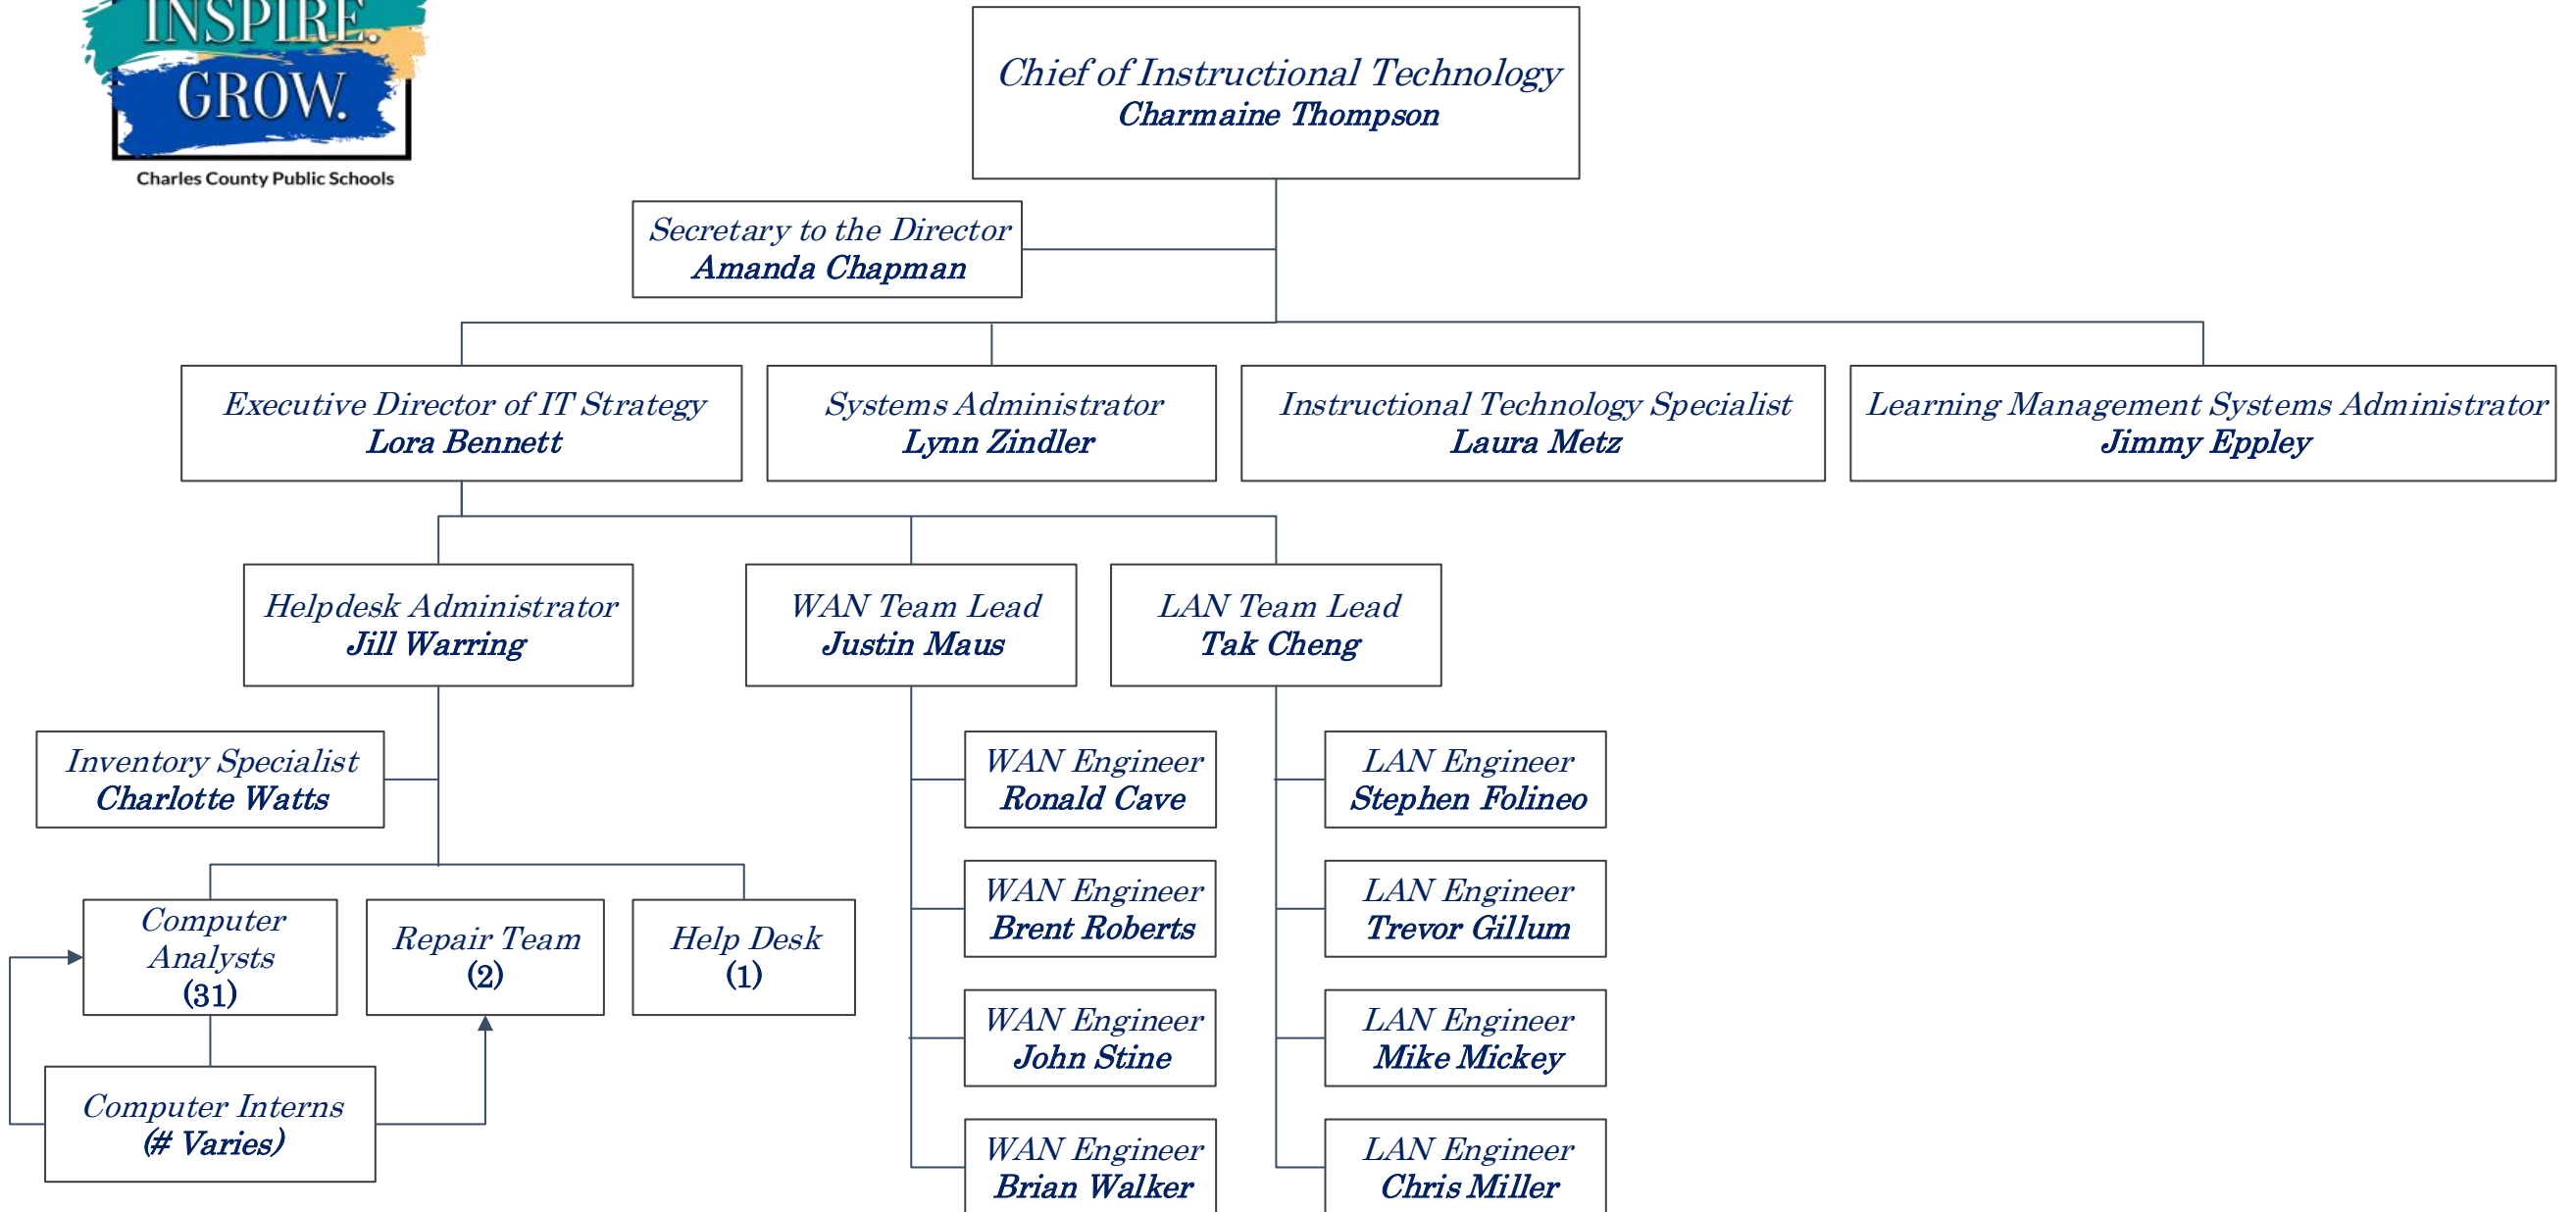 INSPIRE.
GROW.
Charles County Public Schools
Chief of Instructional Technology
Charmaine Thompson
Secretary to the Director
Amanda Chapman
Executive Director of IT Strategy
Lora Bennett
Systems Administrator
Lynn Zindler
Instructional Technology Specialist
Laura Metz
Learning Management Systems Administrator
Jimmy Eppley
Helpdesk Administrator
Jill Warring
WAN Team Lead
Justin Maus
LAN Team Lead
Tak Cheng
Inventory Specialist
Charlotte Watts
WAN Engineer
Ronald Cave
LAN Engineer
Stephen Folineo
Computer
Analysts
(31)
Repair Team
(2)
Help Desk
(1)
WAN Engineer
Brent Roberts
LAN Engineer
Trevor Gillum
WAN Engineer
John Stine
LAN Engineer
Mike Mickey
Computer Interns
(# Varies)
WAN Engineer
Brian Walker
LAN Engineer
Chris Miller